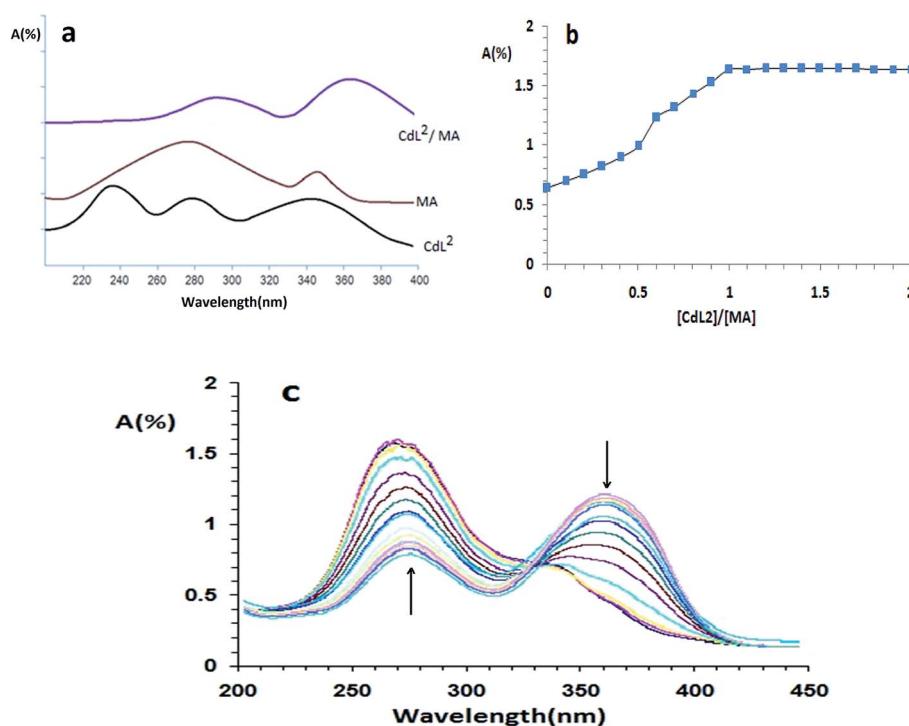 A(%)
a
CdL²/ MA
MA
CdL²
220 240 260 280 300 320 340 360 380 400
Wavelength(nm)
b
A(%)
2
1.5
1
0.5
0
0 0.5 1 1.5 2
[CdL2]/[MA]
c
A(%)
2
1.5
1
0.5
0
200 250 300 350 400 450
Wavelength(nm)